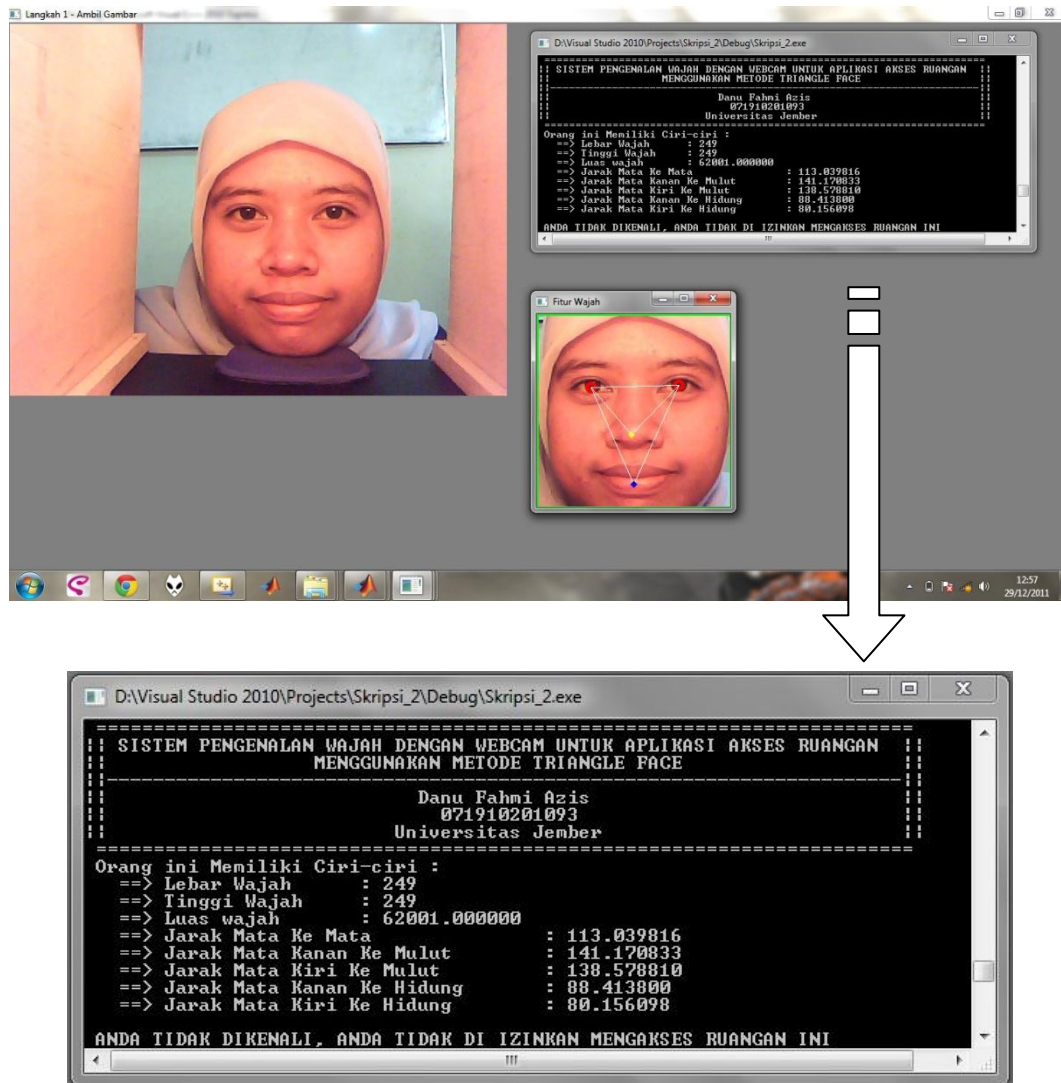 Langkah 1 - Ambil Gambar
D:\Visual Studio 2010\Projects\Skripsi_2\Debug\Skripsi_2.exe
SISTEM PENGENALAN WAJAH DENGAN WEBCAM UNTUK APLIKASI AKSES RUANGAN
MENGGUNAKAN METODE TRIANGLE FACE
Danu Fahmi Azis
071910201093
Universitas Jember
Orang ini Memiliki Ciri-ciri :
==> Lebar Wajah : 249
==> Tinggi Wajah : 249
==> Luas wajah : 62001.000000
==> Jarak Mata Ke Mata : 113.039816
==> Jarak Mata Kanan Ke Mulut : 141.170833
==> Jarak Mata Kiri Ke Mulut : 138.578810
==> Jarak Mata Kanan Ke Hidung : 88.413800
==> Jarak Mata Kiri Ke Hidung : 80.156098
ANDA TIDAK DIKENALI, ANDA TIDAK DI IZINKAN MENGAKSES RUANGAN INI
Fitur Wajah
12:57
29/12/2011
D:\Visual Studio 2010\Projects\Skripsi_2\Debug\Skripsi_2.exe
SISTEM PENGENALAN WAJAH DENGAN WEBCAM UNTUK APLIKASI AKSES RUANGAN
MENGGUNAKAN METODE TRIANGLE FACE
Danu Fahmi Azis
071910201093
Universitas Jember
Orang ini Memiliki Ciri-ciri :
==> Lebar Wajah : 249
==> Tinggi Wajah : 249
==> Luas wajah : 62001.000000
==> Jarak Mata Ke Mata : 113.039816
==> Jarak Mata Kanan Ke Mulut : 141.170833
==> Jarak Mata Kiri Ke Mulut : 138.578810
==> Jarak Mata Kanan Ke Hidung : 88.413800
==> Jarak Mata Kiri Ke Hidung : 80.156098
ANDA TIDAK DIKENALI, ANDA TIDAK DI IZINKAN MENGAKSES RUANGAN INI